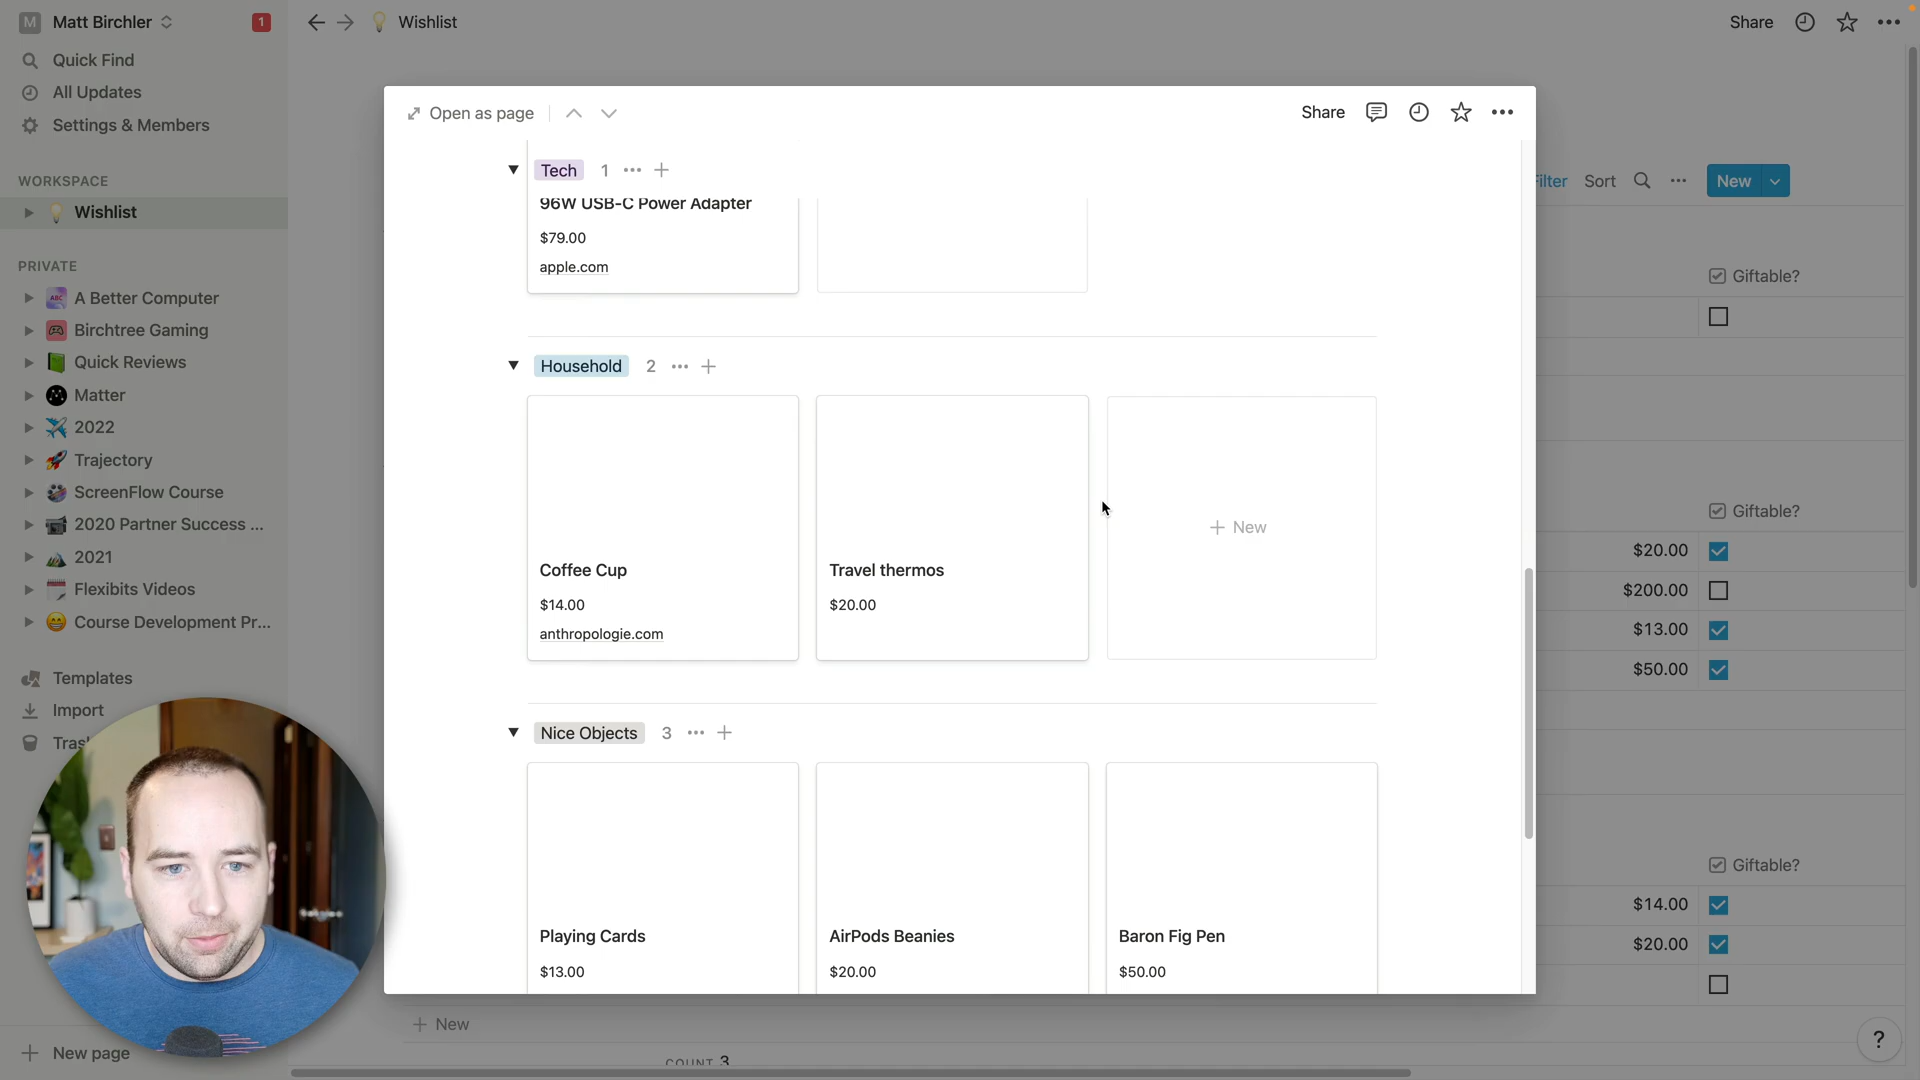 M Matt Birchler 1
Wishlist
Share
Quick Find
All Updates
Settings & Members
WORKSPACE
Wishlist
PRIVATE
A Better Computer
Birchtree Gaming
Quick Reviews
Matter
2022
Trajectory
ScreenFlow Course
2020 Partner Success ...
2021
Flexibits Videos
Course Development Pr...
Templates
Import
Tras
New page
Open as page
Share
Tech 1
96W USB-C Power Adapter
$79.00
apple.com
Household 2
Coffee Cup
$14.00
anthropologie.com
Travel thermos
$20.00
New
Nice Objects 3
Playing Cards
$13.00
AirPods Beanies
$20.00
Baron Fig Pen
$50.00
Filter Sort New
Giftable?
Giftable?
$20.00
$200.00
$13.00
$50.00
Giftable?
$14.00
$20.00
New
COUNT 3
?